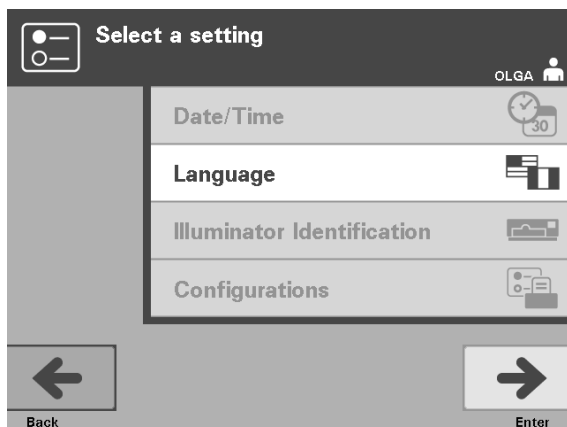 Select a setting
OLGA
Date/Time
30
Language
Illuminator Identification
Configurations
Back
Enter